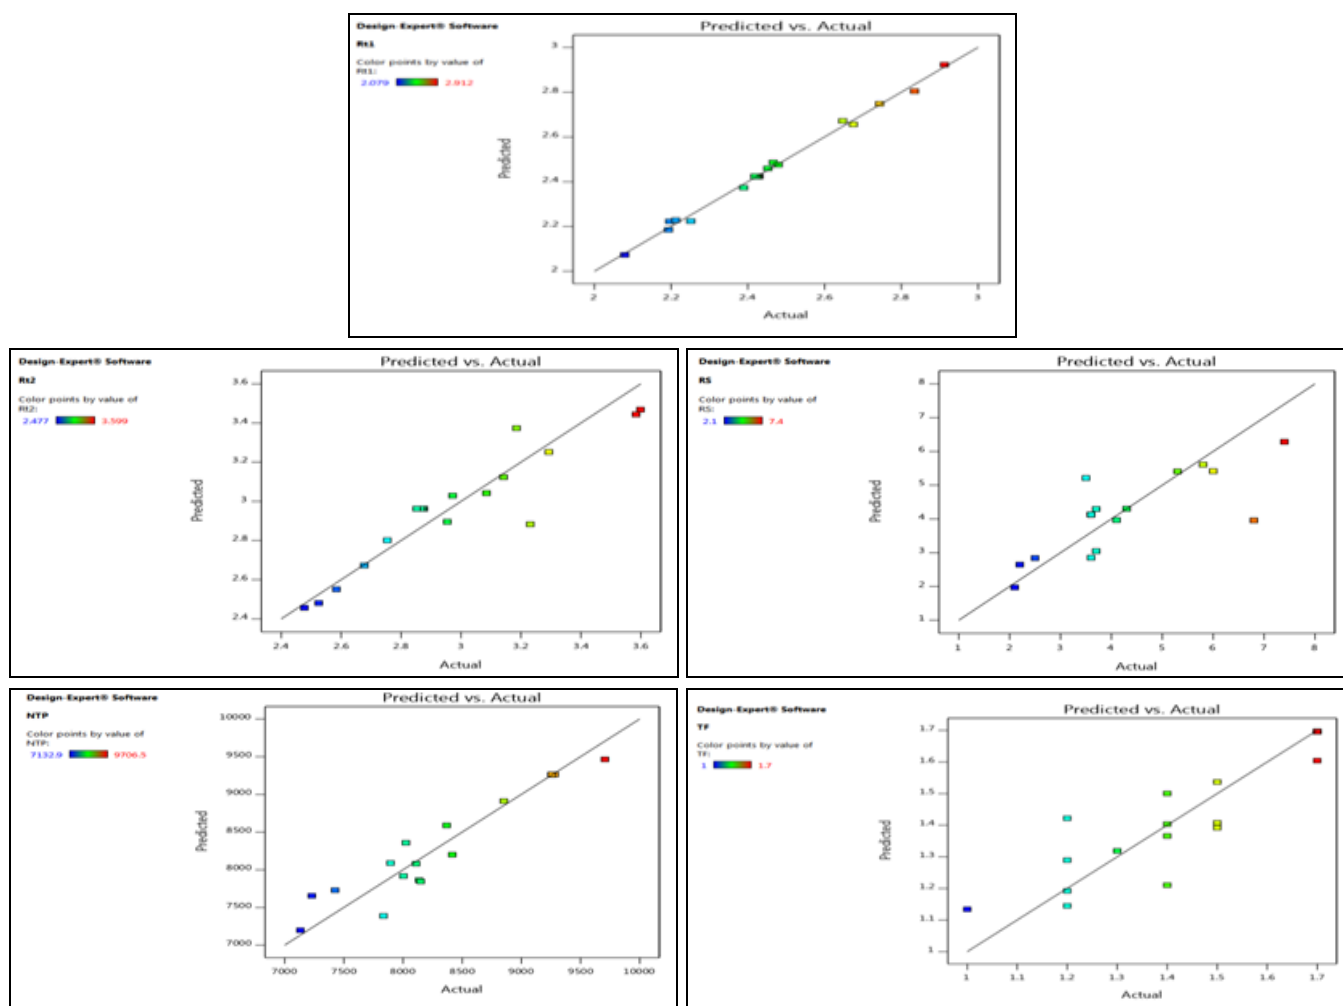 Design-Expert® Software
Rt1
Color points by value of
Rt1:
2.079 2.912
Predicted vs. Actual
Predicted
3
2.8
2.6
2.4
2.2
2
2 2.2 2.4 2.6 2.8 3
Actual
Design-Expert® Software
Rt2
Color points by value of
Rt2:
2.477 3.599
Predicted vs. Actual
Predicted
3.6
3.4
3.2
3
2.8
2.6
2.4
2.4 2.6 2.8 3 3.2 3.4 3.6
Actual
Design-Expert® Software
RS
Color points by value of
RS:
2.1 7.4
Predicted vs. Actual
Predicted
8
7
6
5
4
3
2
1
1 2 3 4 5 6 7 8
Actual
Design-Expert® Software
NTP
Color points by value of
NTP:
7132.9 9706.5
Predicted vs. Actual
Predicted
10000
9500
9000
8500
8000
7500
7000
7000 7500 8000 8500 9000 9500 10000
Actual
Design-Expert® Software
TF
Color points by value of
TF:
1 1.7
Predicted vs. Actual
Predicted
1.7
1.6
1.5
1.4
1.3
1.2
1.1
1
1 1.1 1.2 1.3 1.4 1.5 1.6 1.7
Actual